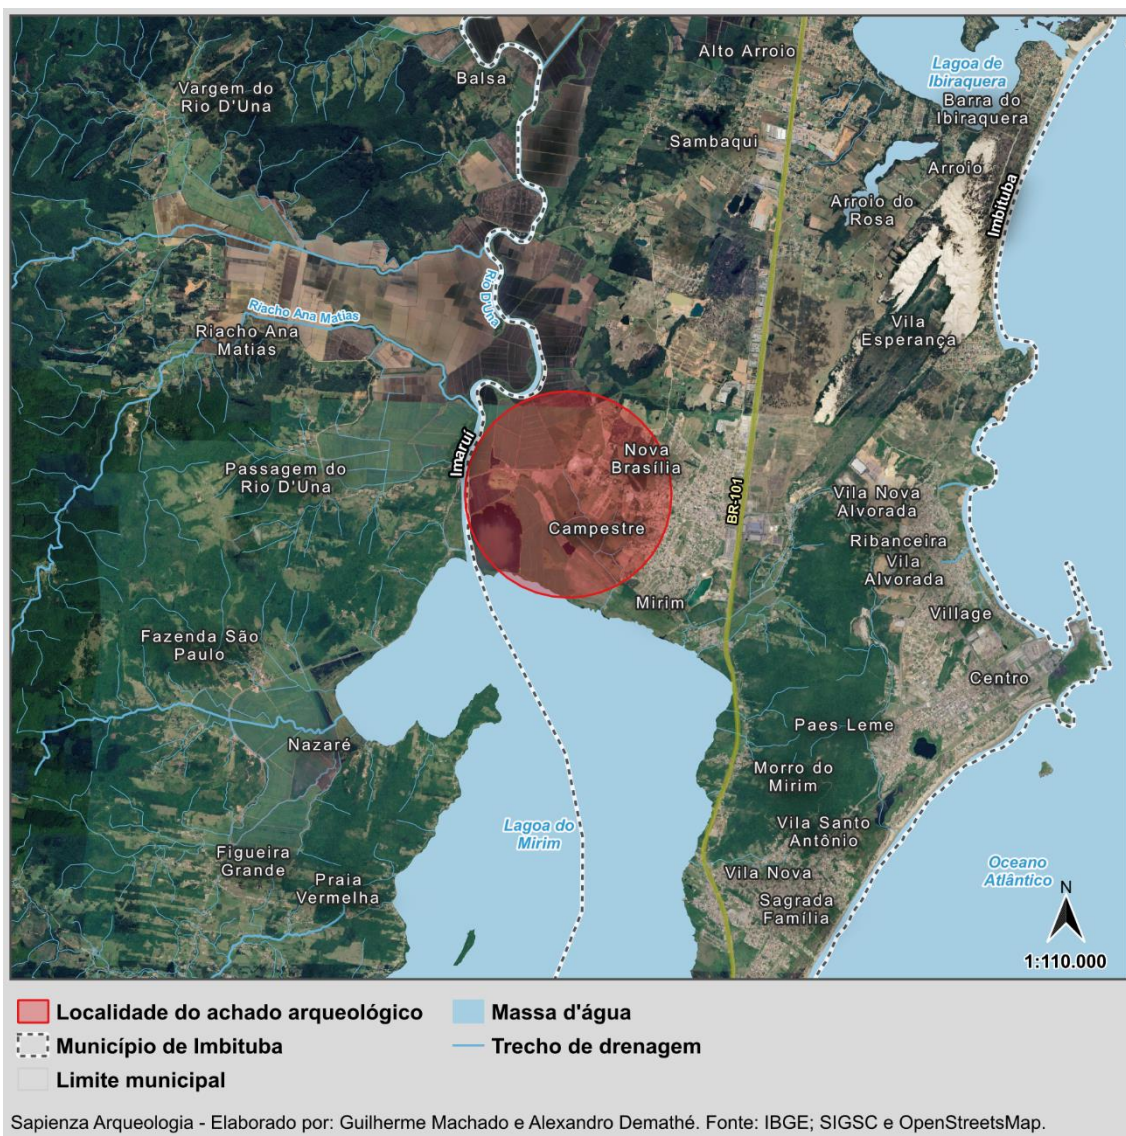 Alto Arroio
Lagoa de
Ibiraquera
Balsa
Vargem do
Rio D'Una
Barra do
Ibiraquera
Sambaqui
Arroio
Arroio do
Rosa
Imbituba
Rio D'Una
Riacho Ana Matias
Riacho Ana
Matias
Vila
Esperança
Imaruí
Nova
Brasília
Passagem do
Rio D'Una
BR-101
Vila Nova
Alvorada
Campestre
Ribanceira
Vila
Alvorada
Mirim
Village
Fazenda São
Paulo
Centro
Paes Leme
Nazaré
Morro do
Mirim
Lagoa do
Mirim
Vila Santo
Antônio
Figueira
Grande
Praia
Vermelha
Vila Nova
Oceano
Atlântico
Sagrada
Família
N
1:110.000
Localidade do achado arqueológico
Massa d'água
Município de Imbituba
Trecho de drenagem
Limite municipal
Sapienza Arqueologia - Elaborado por: Guilherme Machado e Alexandro Demathé. Fonte: IBGE; SIGSC e OpenStreetsMap.